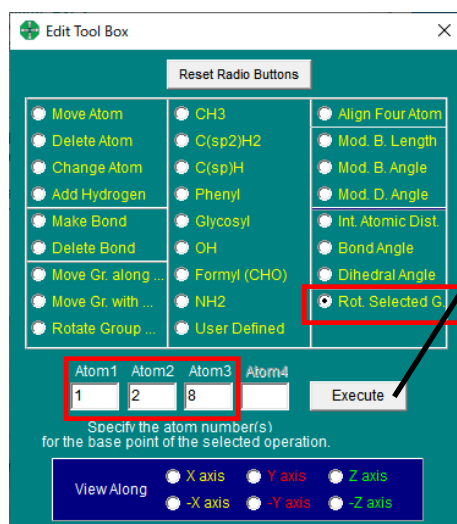 Edit Tool Box
Reset Radio Buttons
Move Atom CH3 Align Four Atom
Delete Atom C(sp2)H2 Mod. B. Length
Change Atom C(sp)H Mod. B. Angle
Add Hydrogen Phenyl Mod. D. Angle
Make Bond Glycosyl Int. Atomic Dist.
Delete Bond OH Bond Angle
Move Gr. along ... Formyl (CHO) Dihedral Angle
Move Gr. with ... NH2 Rot. Selected G.
Rotate Group ... User Defined
Atom1 Atom2 Atom3 Atom4
1 2 8 Execute
Specify the atom number(s)
for the base point of the selected operation.
X axis Y axis Z axis
View Along
-X axis -Y axis -Z axis